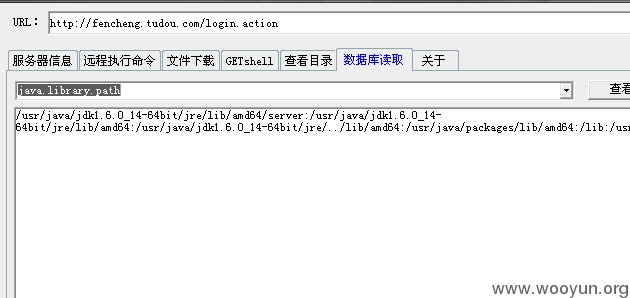 URL: http://fencheng.tudou.com/login.action
服务器信息 远程执行命令 文件下载 GETshell 查看目录 数据库读取 关于
java.library.path 查看
/usr/java/jdk1.6.0_14-64bit/jre/lib/amd64/server:/usr/java/jdk1.6.0_14-
64bit/jre/lib/amd64:/usr/java/jdk1.6.0_14-64bit/jre/../lib/amd64:/usr/java/packages/lib/amd64:/lib:/usr
www.wooyun.org